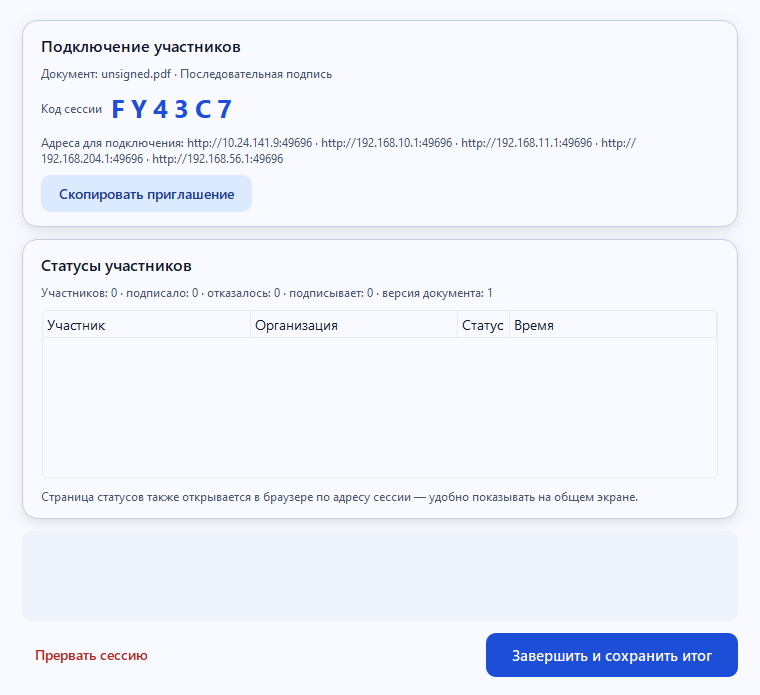 Подключение участников
Документ: unsigned.pdf · Последовательная подпись
Код сессии FY43C7
Адреса для подключения: http://10.24.141.9:49696 · http://192.168.10.1:49696 · http://192.168.11.1:49696 · http://
192.168.204.1:49696 · http://192.168.56.1:49696
Скопировать приглашение
Статусы участников
Участников: 0 · подписало: 0 · отказалось: 0 · подписывает: 0 · версия документа: 1
Участник Организация Статус Время
Страница статусов также открывается в браузере по адресу сессии — удобно показывать на общем экране.
Прервать сессию Завершить и сохранить итог